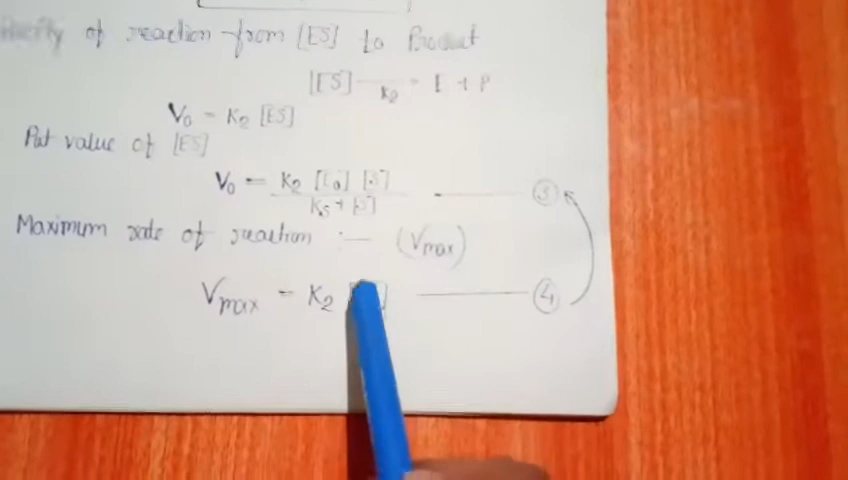 of reaction from [ES] to Product
[ES] —— K2 - E + P
V0 = K2 [ES]
Put value of [ES]
V0 = K2 [E0] [S] / Ks + [S] —— 3
Maximum rate of reaction :— (Vmax)
Vmax = K2 —— 4